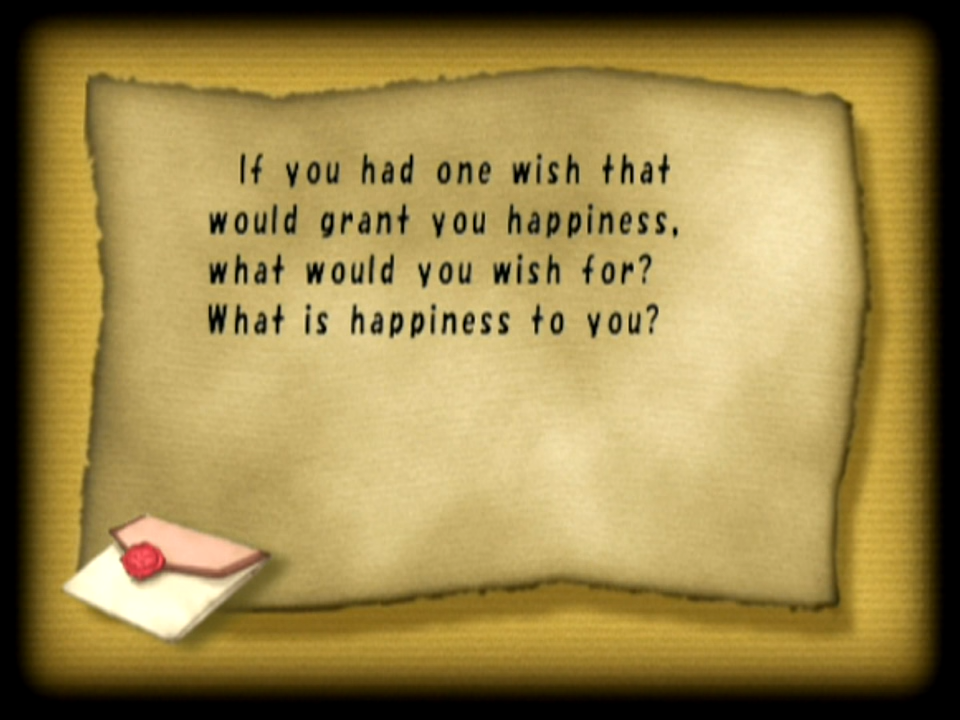 If you had one wish that
would grant you happiness,
what would you wish for?
What is happiness to you?